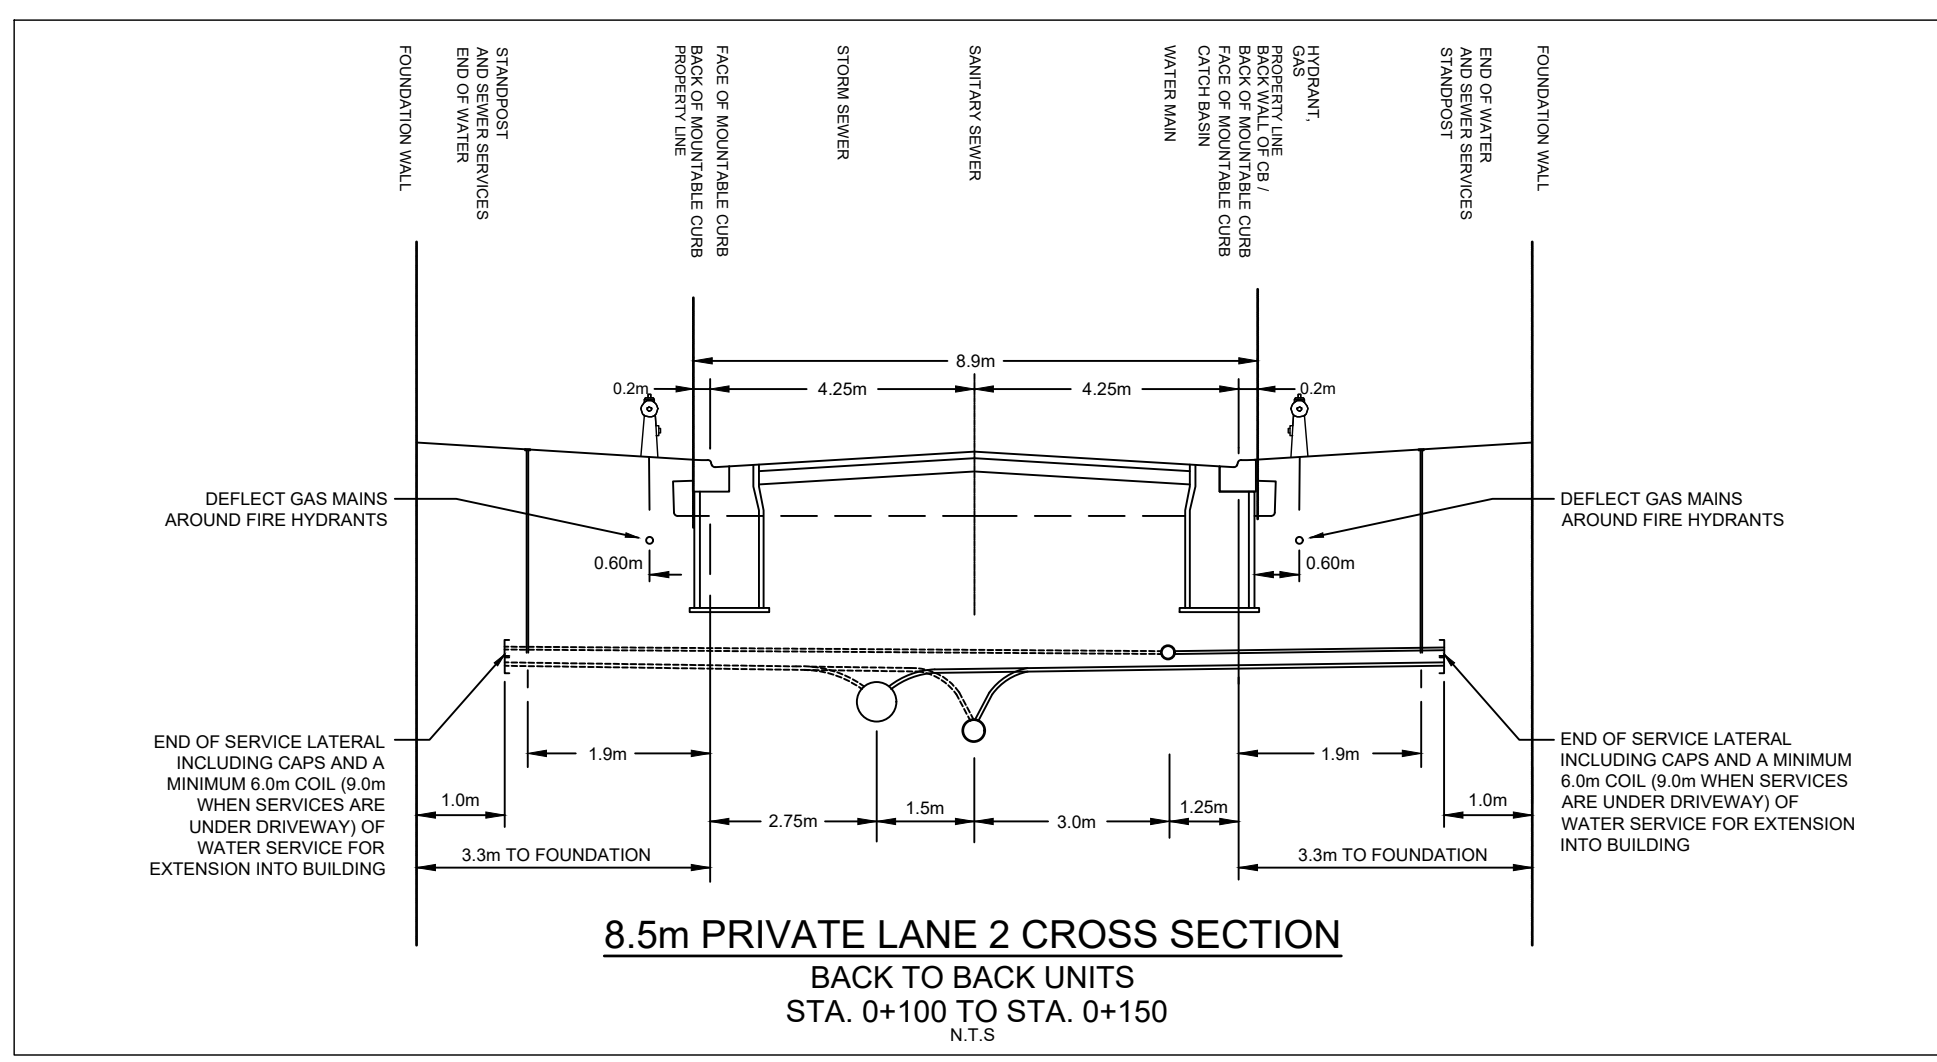 FOUNDATION WALL
STANDPOST
AND SEWER SERVICES
END OF WATER
FACE OF MOUNTABLE CURB
BACK OF MOUNTABLE CURB
PROPERTY LINE
STORM SEWER
SANITARY SEWER
WATER MAIN
HYDRANT,
GAS
PROPERTY LINE
BACK WALL OF CB /
BACK OF MOUNTABLE CURB
FACE OF MOUNTABLE CURB
CATCH BASIN
END OF WATER
AND SEWER SERVICES
STANDPOST
FOUNDATION WALL
8.9m
0.2m
4.25m
4.25m
0.2m
DEFLECT GAS MAINS
AROUND FIRE HYDRANTS
DEFLECT GAS MAINS
AROUND FIRE HYDRANTS
0.60m
0.60m
END OF SERVICE LATERAL
INCLUDING CAPS AND A
MINIMUM 6.0m COIL (9.0m
WHEN SERVICES ARE
UNDER DRIVEWAY) OF
WATER SERVICE FOR
EXTENSION INTO BUILDING
1.9m
1.9m
END OF SERVICE LATERAL
INCLUDING CAPS AND A MINIMUM
6.0m COIL (9.0m WHEN SERVICES
ARE UNDER DRIVEWAY) OF
WATER SERVICE FOR EXTENSION
INTO BUILDING
1.0m
2.75m
1.5m
3.0m
1.25m
1.0m
3.3m TO FOUNDATION
3.3m TO FOUNDATION
8.5m PRIVATE LANE 2 CROSS SECTION
BACK TO BACK UNITS
STA. 0+100 TO STA. 0+150
N.T.S